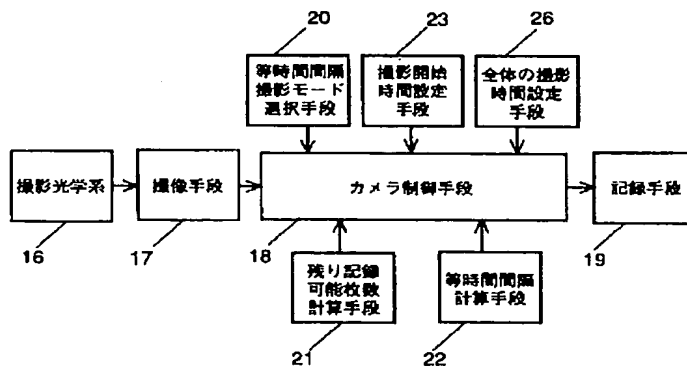 20
23
26
等時間間隔
撮影モード
選択手段
撮影開始
時間設定
手段
全体の撮影
時間設定
手段
撮影光学系
撮像手段
カメラ制御手段
記録手段
16
17
18
19
残り記録
可能枚数
計算手段
等時間間隔
計算手段
21
22